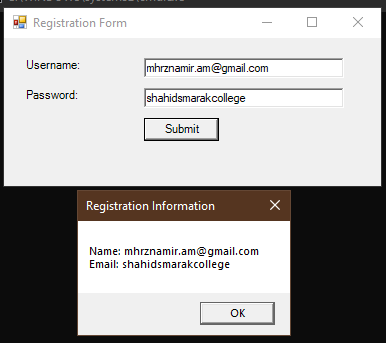 Registration Form
Username: mhrznamir.am@gmail.com
Password: shahidsmarakcollege
Submit
Registration Information
Name: mhrznamir.am@gmail.com
Email: shahidsmarakcollege
OK